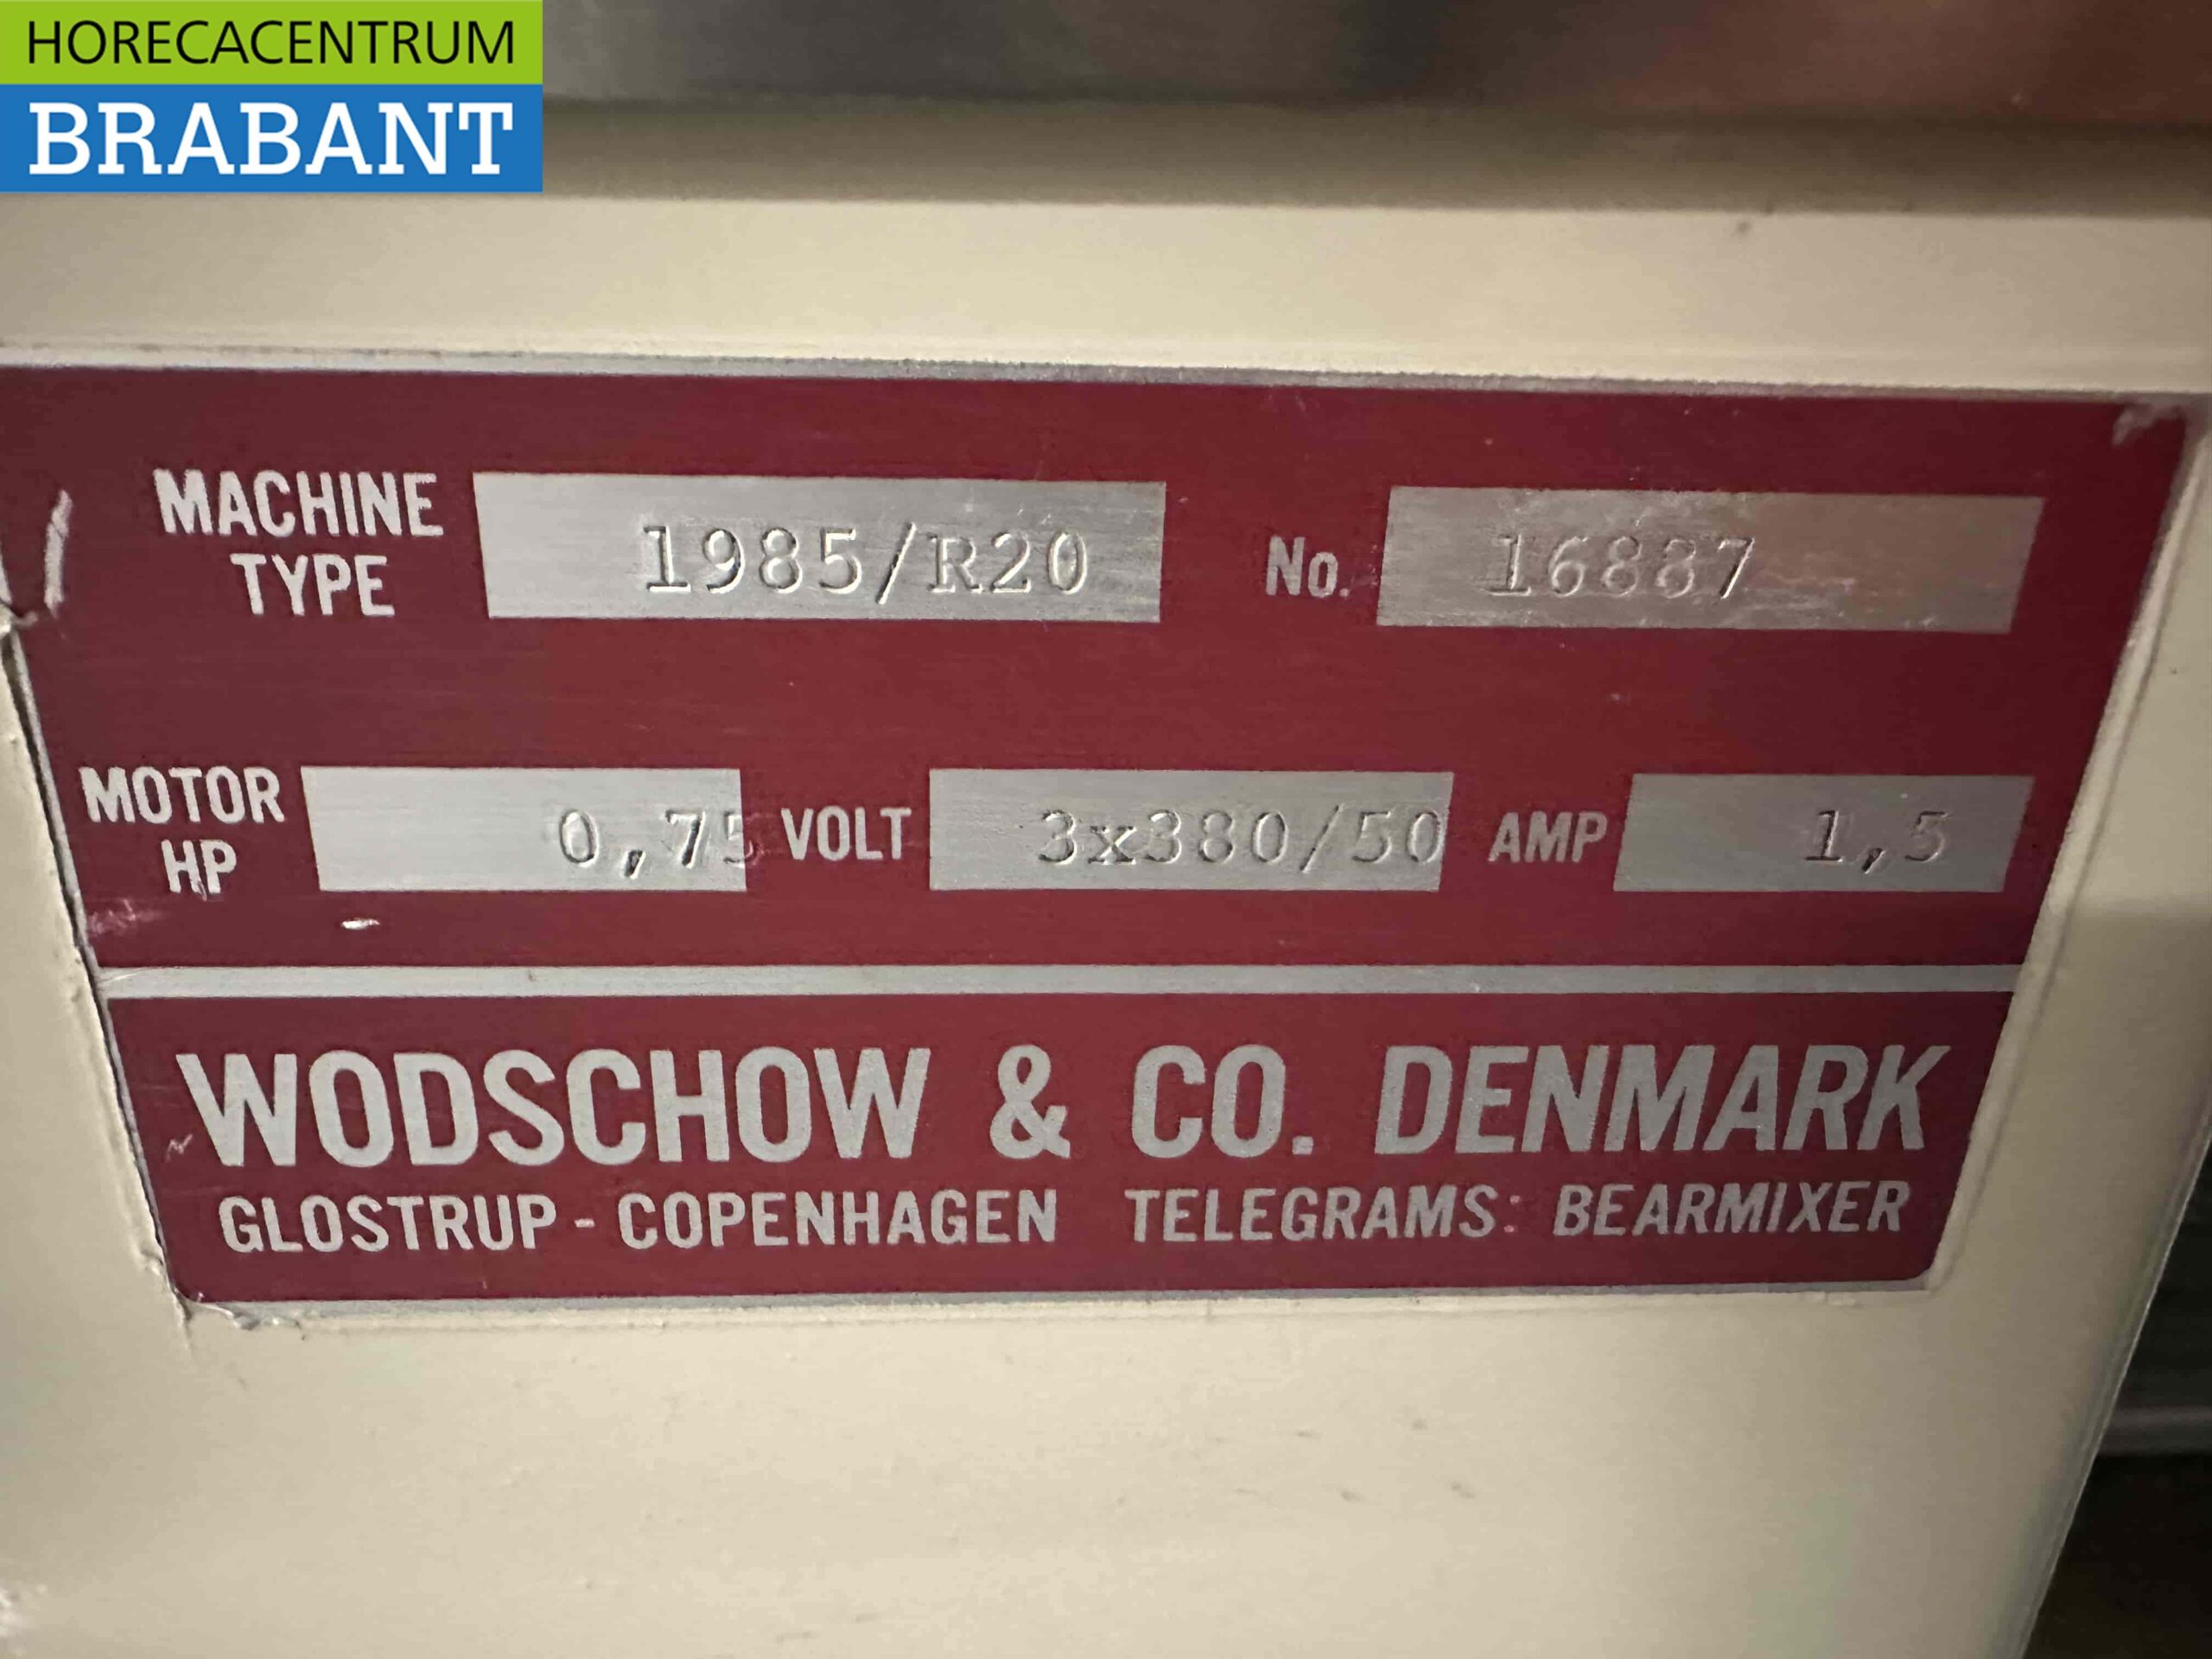 HORECACENTRUM
BRABANT
MACHINE TYPE 1985/R20 No. 16887
MOTOR HP 0,75 VOLT 3x380/50 AMP 1,5
WODSCHOW & CO. DENMARK
GLOSTRUP - COPENHAGEN TELEGRAMS: BEARMIXER